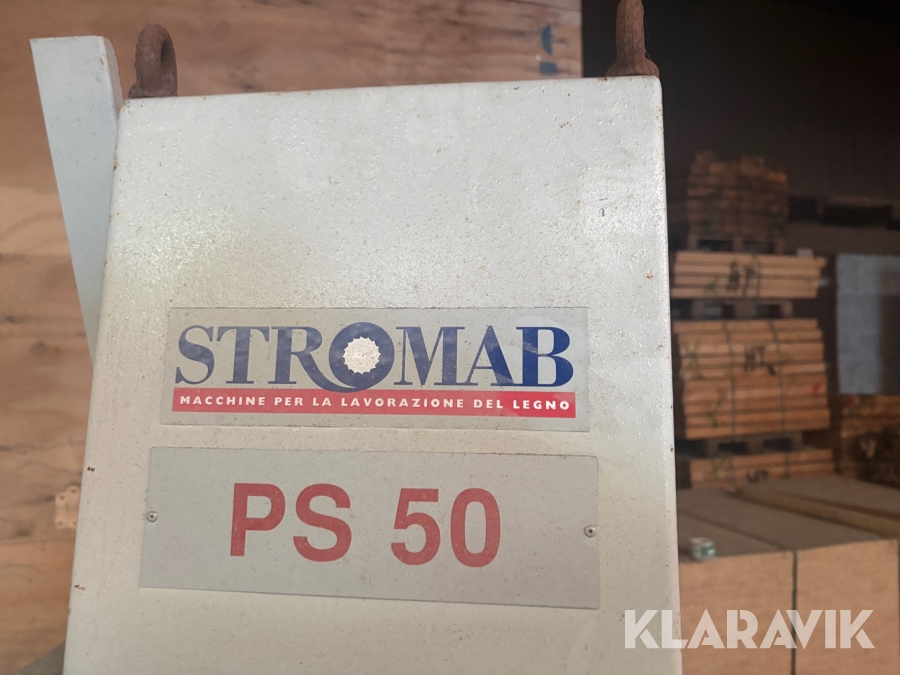 STROMAB
MACCHINE PER LA LAVORAZIONE DEL LEGNO
PS 50
KLARAVIK